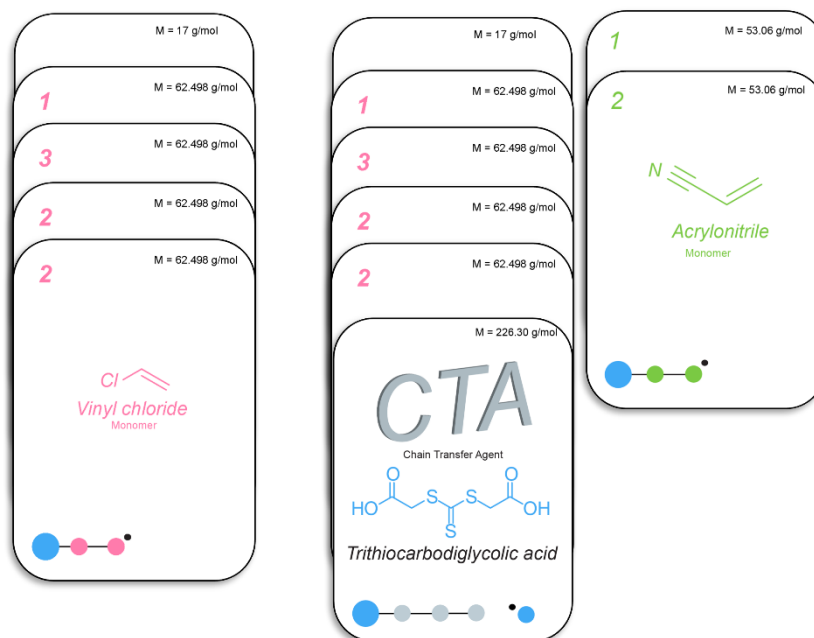 M = 17 g/mol
1
M = 62.498 g/mol
3
M = 62.498 g/mol
2
M = 62.498 g/mol
2
M = 62.498 g/mol
Cl
Vinyl chloride
Monomer
M = 17 g/mol
1
M = 62.498 g/mol
3
M = 62.498 g/mol
2
M = 62.498 g/mol
2
M = 62.498 g/mol
M = 226.30 g/mol
CTA
Chain Transfer Agent
O O
HO S S OH
S
Trithiocarbodiglycolic acid
1
M = 53.06 g/mol
2
M = 53.06 g/mol
N
Acrylonitrile
Monomer